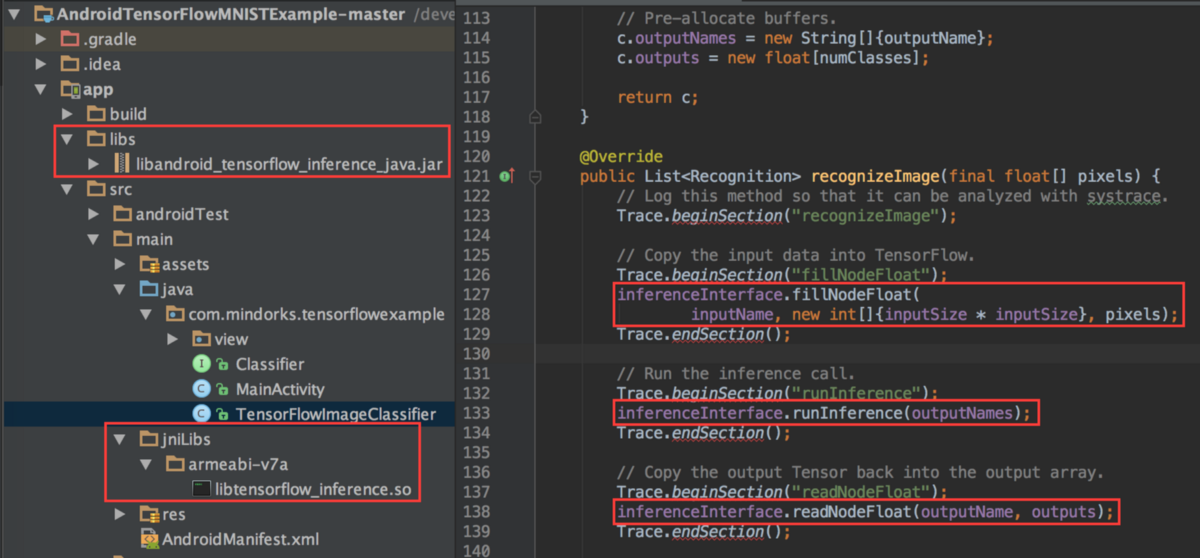 AndroidTensorFlowMNISTExample-master /deve
.gradle
.idea
app
build
libs
libandroid_tensorflow_inference_java.jar
src
androidTest
main
assets
java
com.mindorks.tensorflowexample
view
I Classifier
C MainActivity
C TensorFlowImageClassifier
jniLibs
armeabi-v7a
libtensorflow_inference.so
res
AndroidManifest.xml
113 // Pre-allocate buffers.
114 c.outputNames = new String[]{outputName};
115 c.outputs = new float[numClasses];
116
117 return c;
118 }
119
120 @Override
121 public List<Recognition> recognizeImage(final float[] pixels) {
122 // Log this method so that it can be analyzed with systrace.
123 Trace.beginSection("recognizeImage");
124
125 // Copy the input data into TensorFlow.
126 Trace.beginSection("fillNodeFloat");
127 inferenceInterface.fillNodeFloat(
128 inputName, new int[]{inputSize * inputSize}, pixels);
129 Trace.endSection();
130
131 // Run the inference call.
132 Trace.beginSection("runInference");
133 inferenceInterface.runInference(outputNames);
134 Trace.endSection();
135
136 // Copy the output Tensor back into the output array.
137 Trace.beginSection("readNodeFloat");
138 inferenceInterface.readNodeFloat(outputName, outputs);
139 Trace.endSection();
140